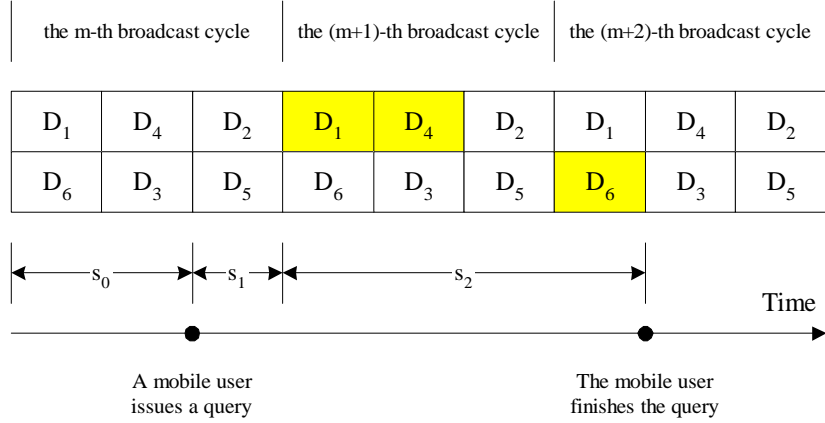 the m-th broadcast cycle the (m+1)-th broadcast cycle the (m+2)-th broadcast cycle
D₁ D₄ D₂ D₁ D₄ D₂ D₁ D₄ D₂
D₆ D₃ D₅ D₆ D₃ D₅ D₆ D₃ D₅
s₀ s₁ s₂
Time
A mobile user
issues a query
The mobile user
finishes the query